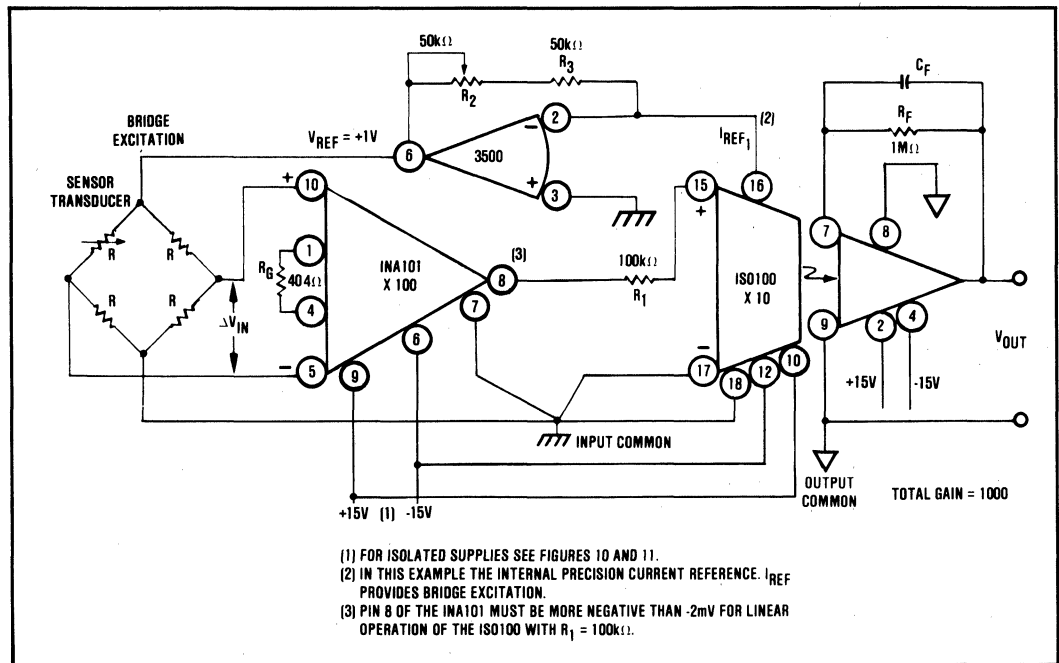 50kΩ 50kΩ
R2 R3
CF
RF
1MΩ
BRIDGE
EXCITATION
VREF = +1V
6
2
3500
3
IREF1
(2)
SENSOR
TRANSDUCER
+ 10
15
+
16
7
8
R R
R R
RG
404Ω
1
4
INA101
X 100
8
(3)
100kΩ
R1
ISO100
X 10
ΔVIN
7
6
9
- 5
-
17
18
12
10
9
2
4
VOUT
+15V -15V
INPUT COMMON
OUTPUT
COMMON
TOTAL GAIN = 1000
+15V (1) -15V
(1) FOR ISOLATED SUPPLIES SEE FIGURES 10 AND 11.
(2) IN THIS EXAMPLE THE INTERNAL PRECISION CURRENT REFERENCE. IREF
PROVIDES BRIDGE EXCITATION.
(3) PIN 8 OF THE INA101 MUST BE MORE NEGATIVE THAN -2mV FOR LINEAR
OPERATION OF THE ISO100 WITH R1 = 100kΩ.